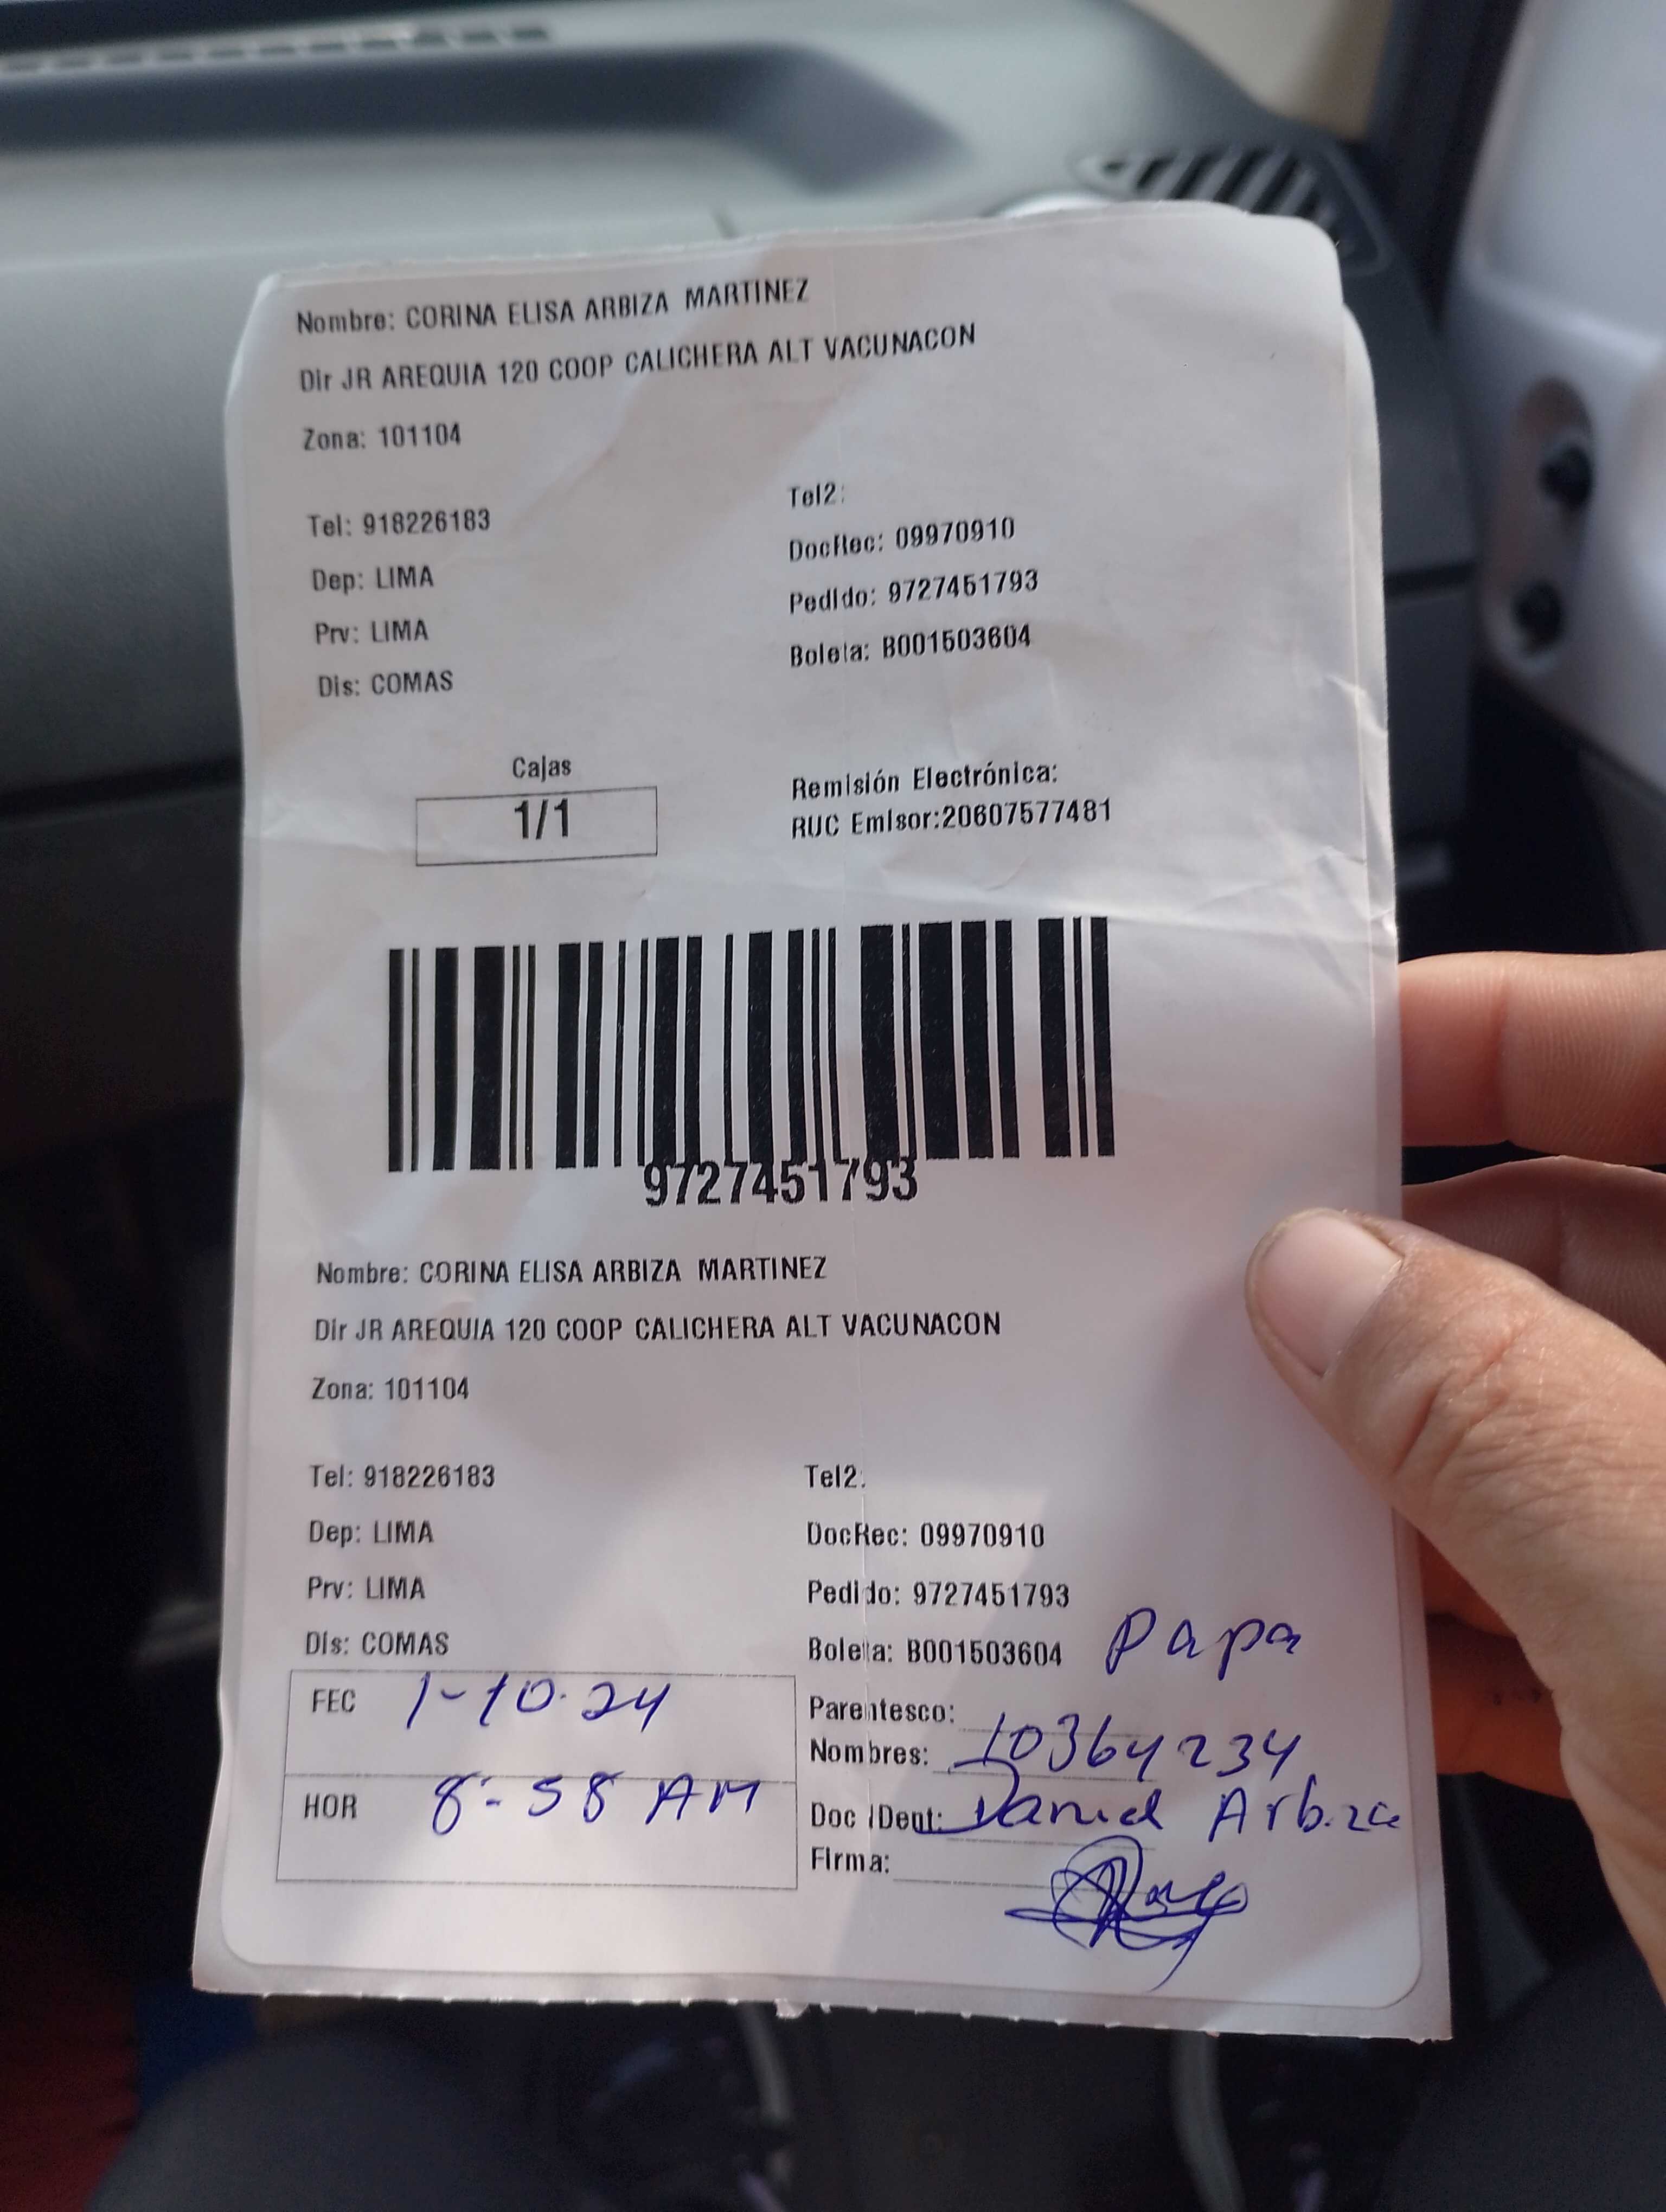 Nombre: CORINA ELISA ARBIZA MARTINEZ
Dir JR AREQUIA 120 COOP CALICHERA ALT VACUNACON
Zona: 101104
Tel: 918226183
Tel2:
Dep: LIMA
DocRec: 09970910
Prv: LIMA
Pedido: 9727451793
Dis: COMAS
Boleta: B001503604
Cajas
1/1
Remisión Electrónica:
RUC Emisor:20607577481
9727451793
Nombre: CORINA ELISA ARBIZA MARTINEZ
Dir JR AREQUIA 120 COOP CALICHERA ALT VACUNACON
Zona: 101104
Tel: 918226183
Tel2:
Dep: LIMA
DocRec: 09970910
Prv: LIMA
Pedido: 9727451793
Dis: COMAS
Boleta: B001503604
Papa
FEC 1-10-24
Parentesco:
Nombres: 10364234
HOR 8:58 AM
Doc IDent: Daniel Arbiza
Firma: